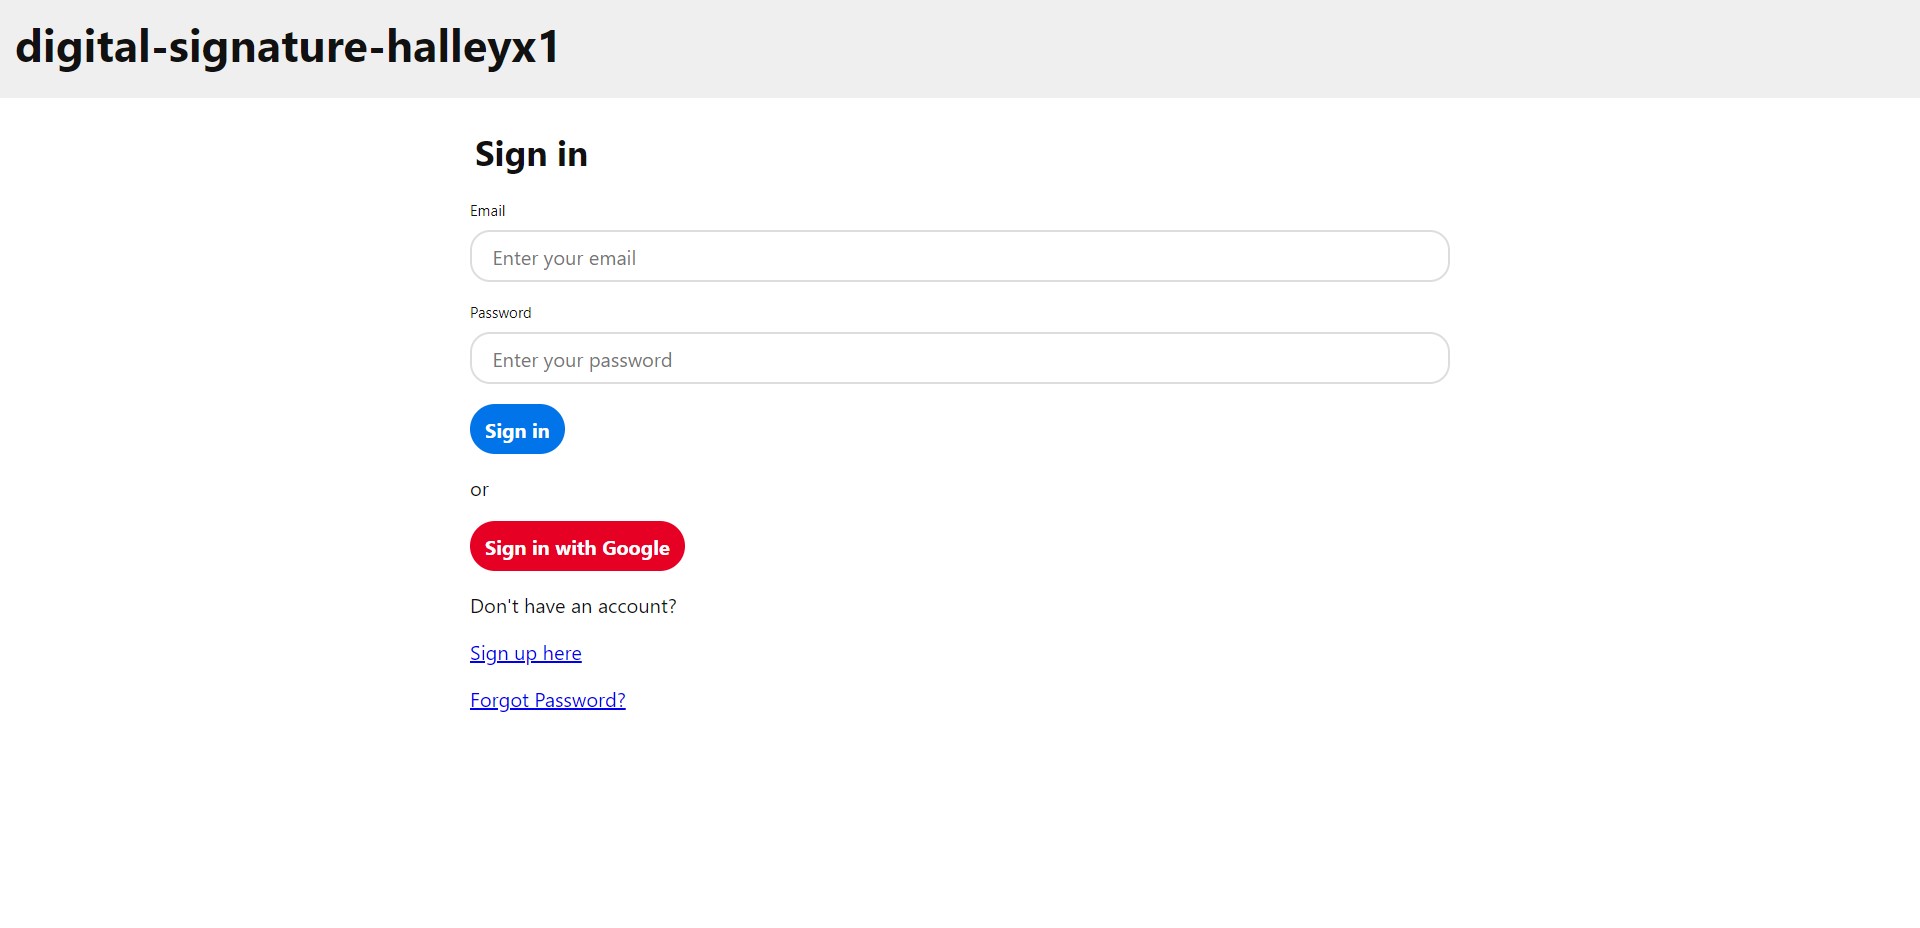 digital-signature-halleyx1
Sign in
Email
Enter your email
Password
Enter your password
Sign in
or
Sign in with Google
Don't have an account?
Sign up here
Forgot Password?